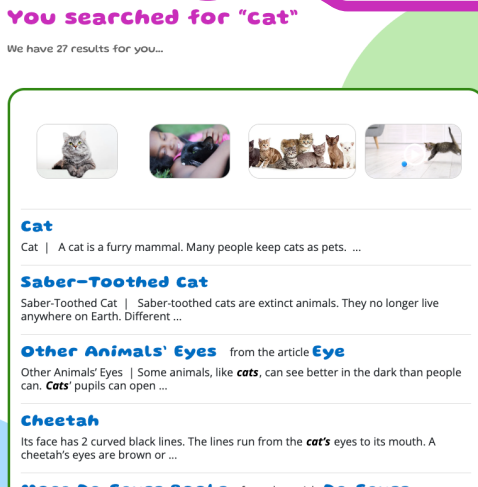 You searched for "cat"
We have 27 results for you...
Cat
Cat | A cat is a furry mammal. Many people keep cats as pets. ...
Saber-Toothed Cat
Saber-Toothed Cat | Saber-toothed cats are extinct animals. They no longer live
anywhere on Earth. Different ...
Other Animals' Eyes from the article Eye
Other Animals' Eyes | Some animals, like cats, can see better in the dark than people
can. Cats' pupils can open ...
Cheetah
Its face has 2 curved black lines. The lines run from the cat's eyes to its mouth. A
cheetah's eyes are brown or ...